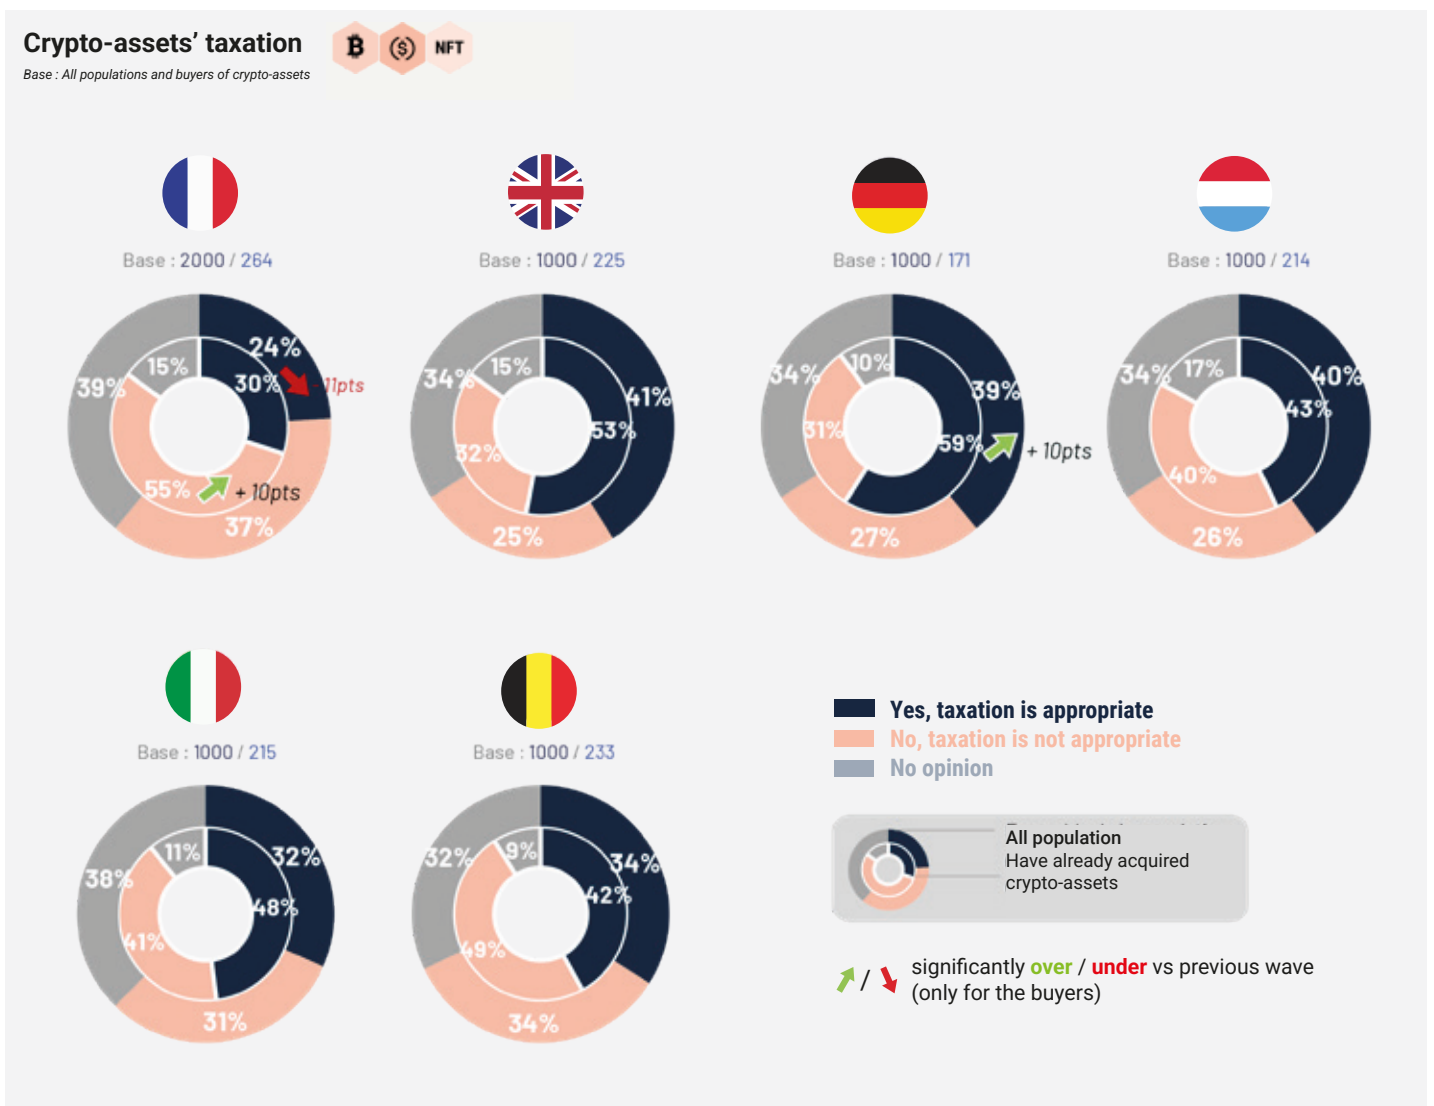 Crypto-assets’ taxation
NFT
Base : All populations and buyers of crypto-assets
Base : 2000 / 264
Base : 1000 / 225
Base : 1000 / 171
Base : 1000 / 214
24%
30%
- 11pts
15%
39%
55%
+ 10pts
37%
15%
34%
41%
53%
32%
25%
10%
34%
39%
31%
59%
+ 10pts
27%
17%
34%
40%
43%
40%
26%
Base : 1000 / 215
Base : 1000 / 233
11%
32%
38%
48%
41%
31%
9%
32%
34%
42%
49%
34%
Yes, taxation is appropriate
No, taxation is not appropriate
No opinion
All population
Have already acquired
crypto-assets
/ significantly over / under vs previous wave
(only for the buyers)